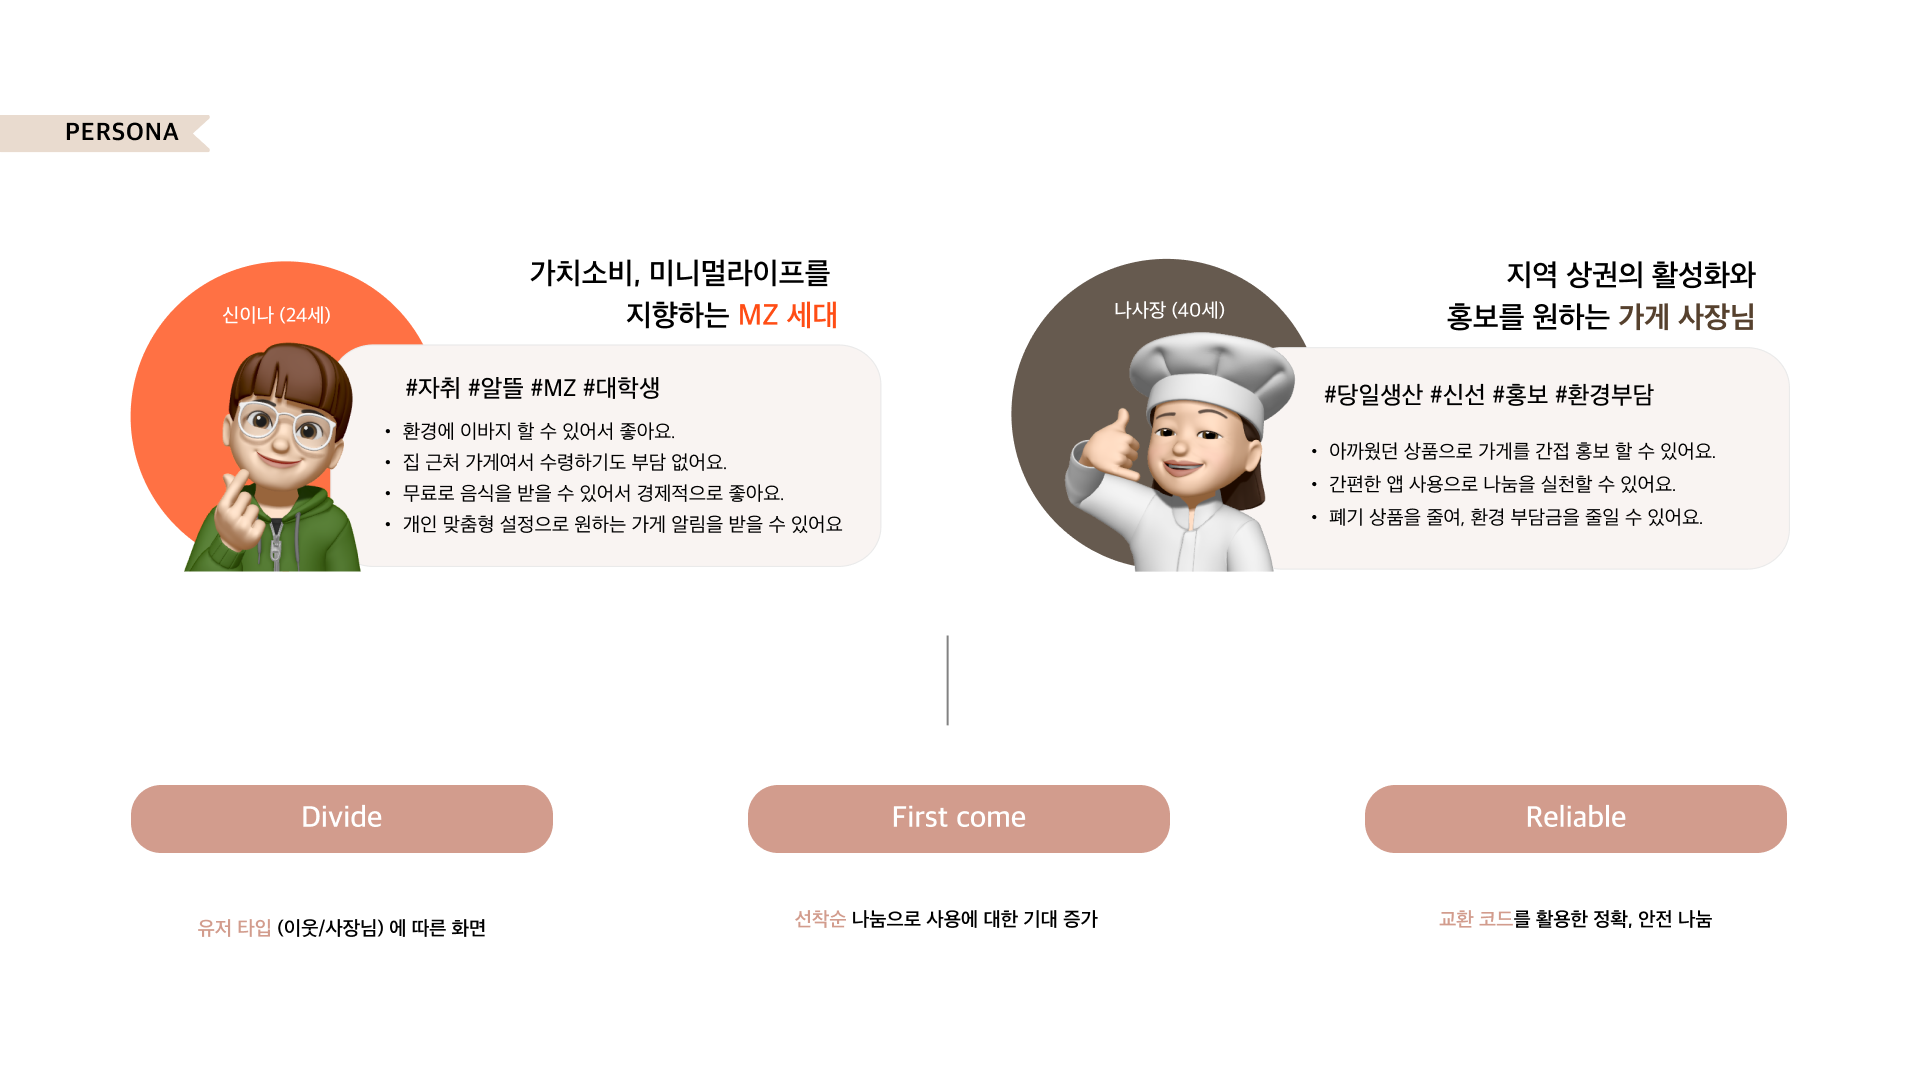 PERSONA
신이나 (24세)
가치소비, 미니멀라이프를
지향하는 MZ 세대
#자취 #알뜰 #MZ #대학생
• 환경에 이바지 할 수 있어서 좋아요.
• 집 근처 가게여서 수령하기도 부담 없어요.
• 무료로 음식을 받을 수 있어서 경제적으로 좋아요.
• 개인 맞춤형 설정으로 원하는 가게 알림을 받을 수 있어요
나사장 (40세)
지역 상권의 활성화와
홍보를 원하는 가게 사장님
#당일생산 #신선 #홍보 #환경부담
• 아까웠던 상품으로 가게를 간접 홍보 할 수 있어요.
• 간편한 앱 사용으로 나눔을 실천할 수 있어요.
• 폐기 상품을 줄여, 환경 부담금을 줄일 수 있어요.
Divide
유저 타입 (이웃/사장님) 에 따른 화면
First come
선착순 나눔으로 사용에 대한 기대 증가
Reliable
교환 코드를 활용한 정확, 안전 나눔